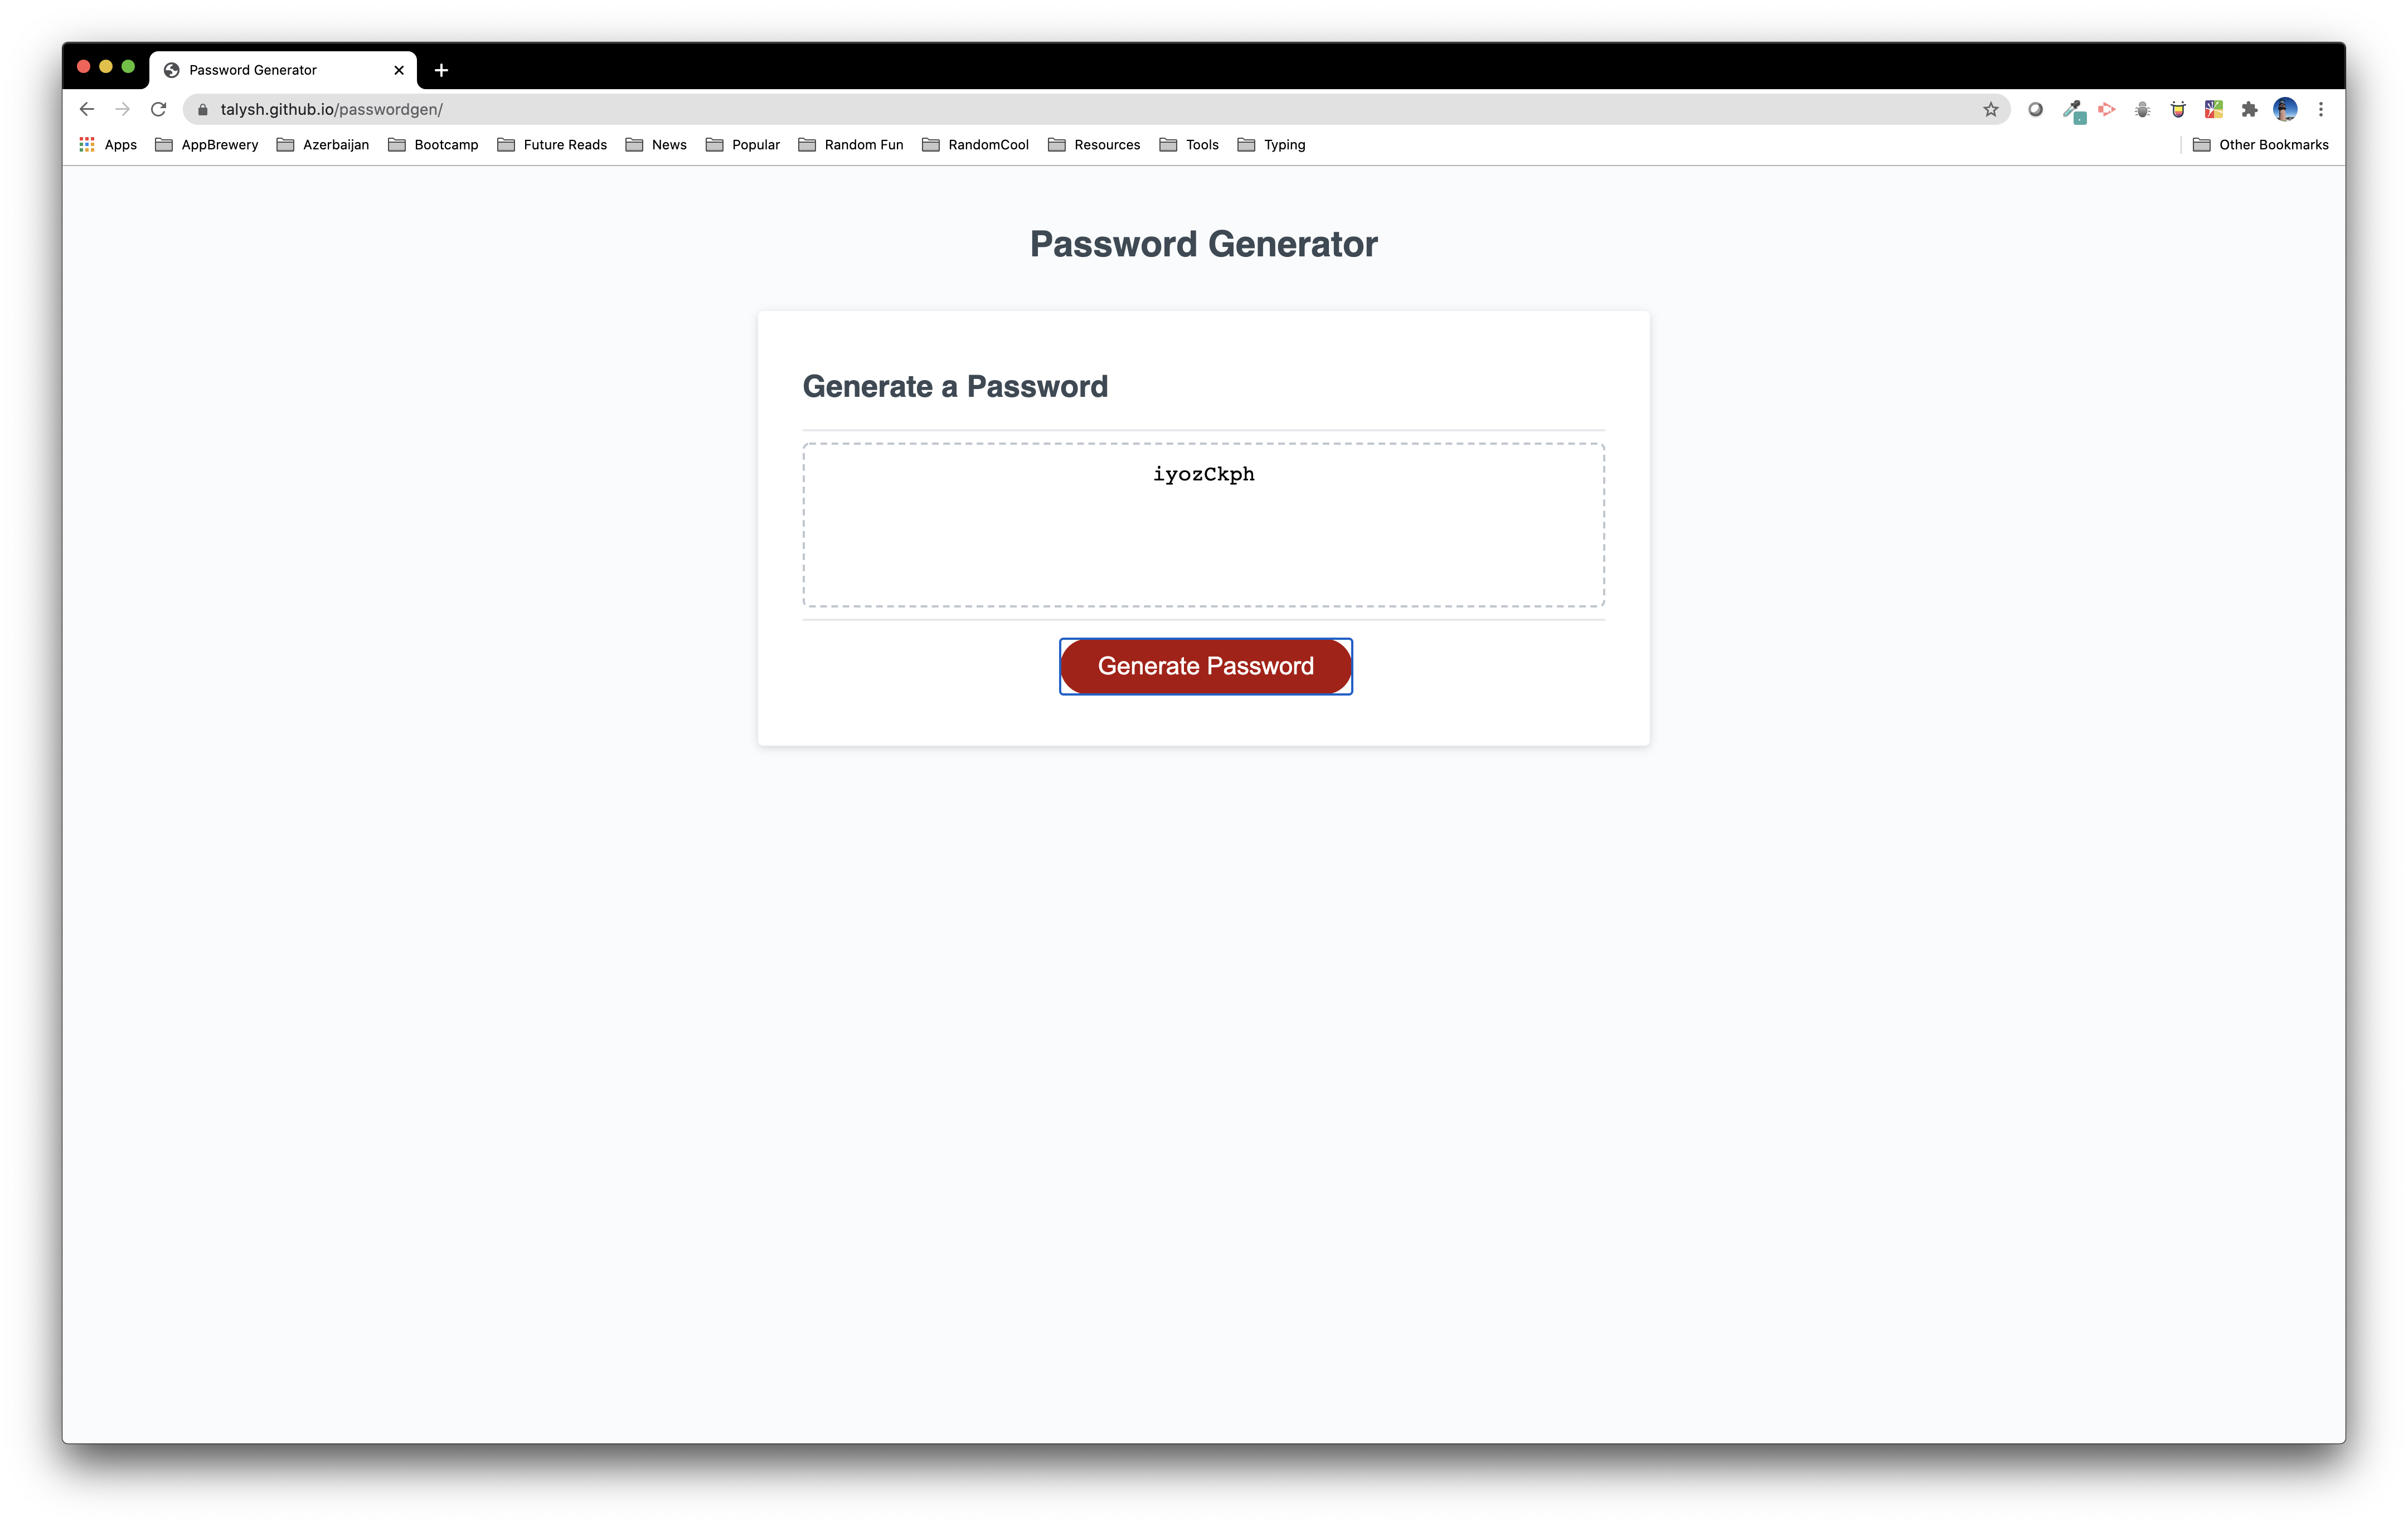 Password Generator
talysh.github.io/passwordgen/
Apps AppBrewery Azerbaijan Bootcamp Future Reads News Popular Random Fun RandomCool Resources Tools Typing Other Bookmarks
Password Generator
Generate a Password
iyozCkph
Generate Password